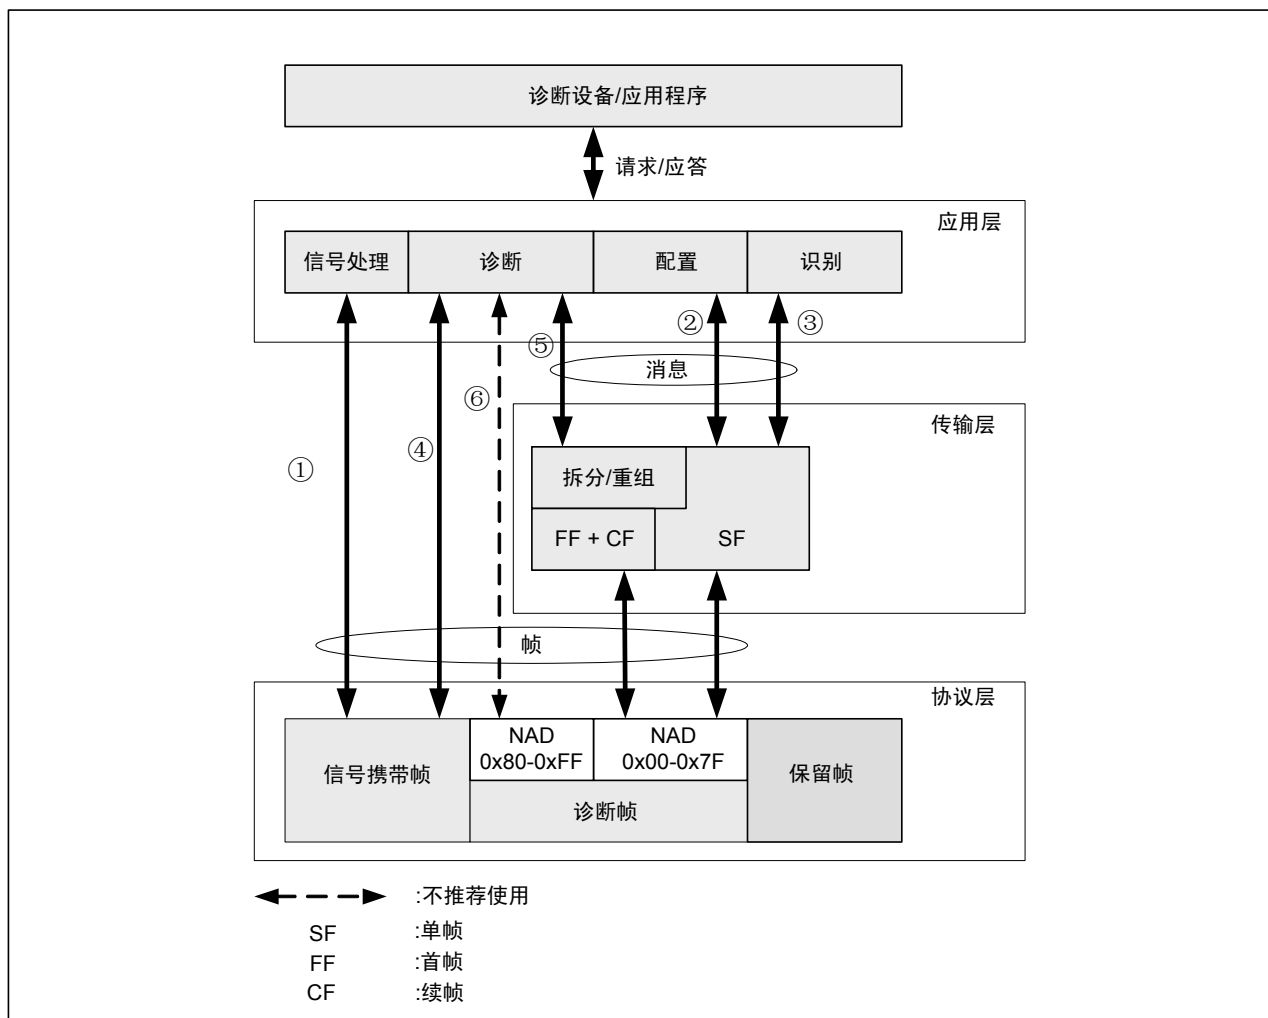 诊断设备/应用程序
请求/应答
应用层
信号处理
诊断
配置
识别
②
③
⑤
消息
⑥
传输层
④
①
拆分/重组
FF + CF
SF
帧
协议层
信号携带帧
NAD
0x80-0xFF
NAD
0x00-0x7F
诊断帧
保留帧
:不推荐使用
SF :单帧
FF :首帧
CF :续帧